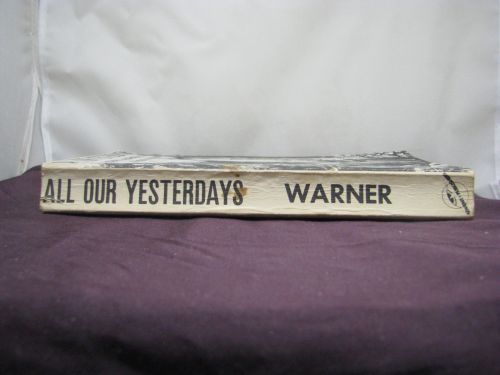 ALL OUR YESTERDAYS WARNER